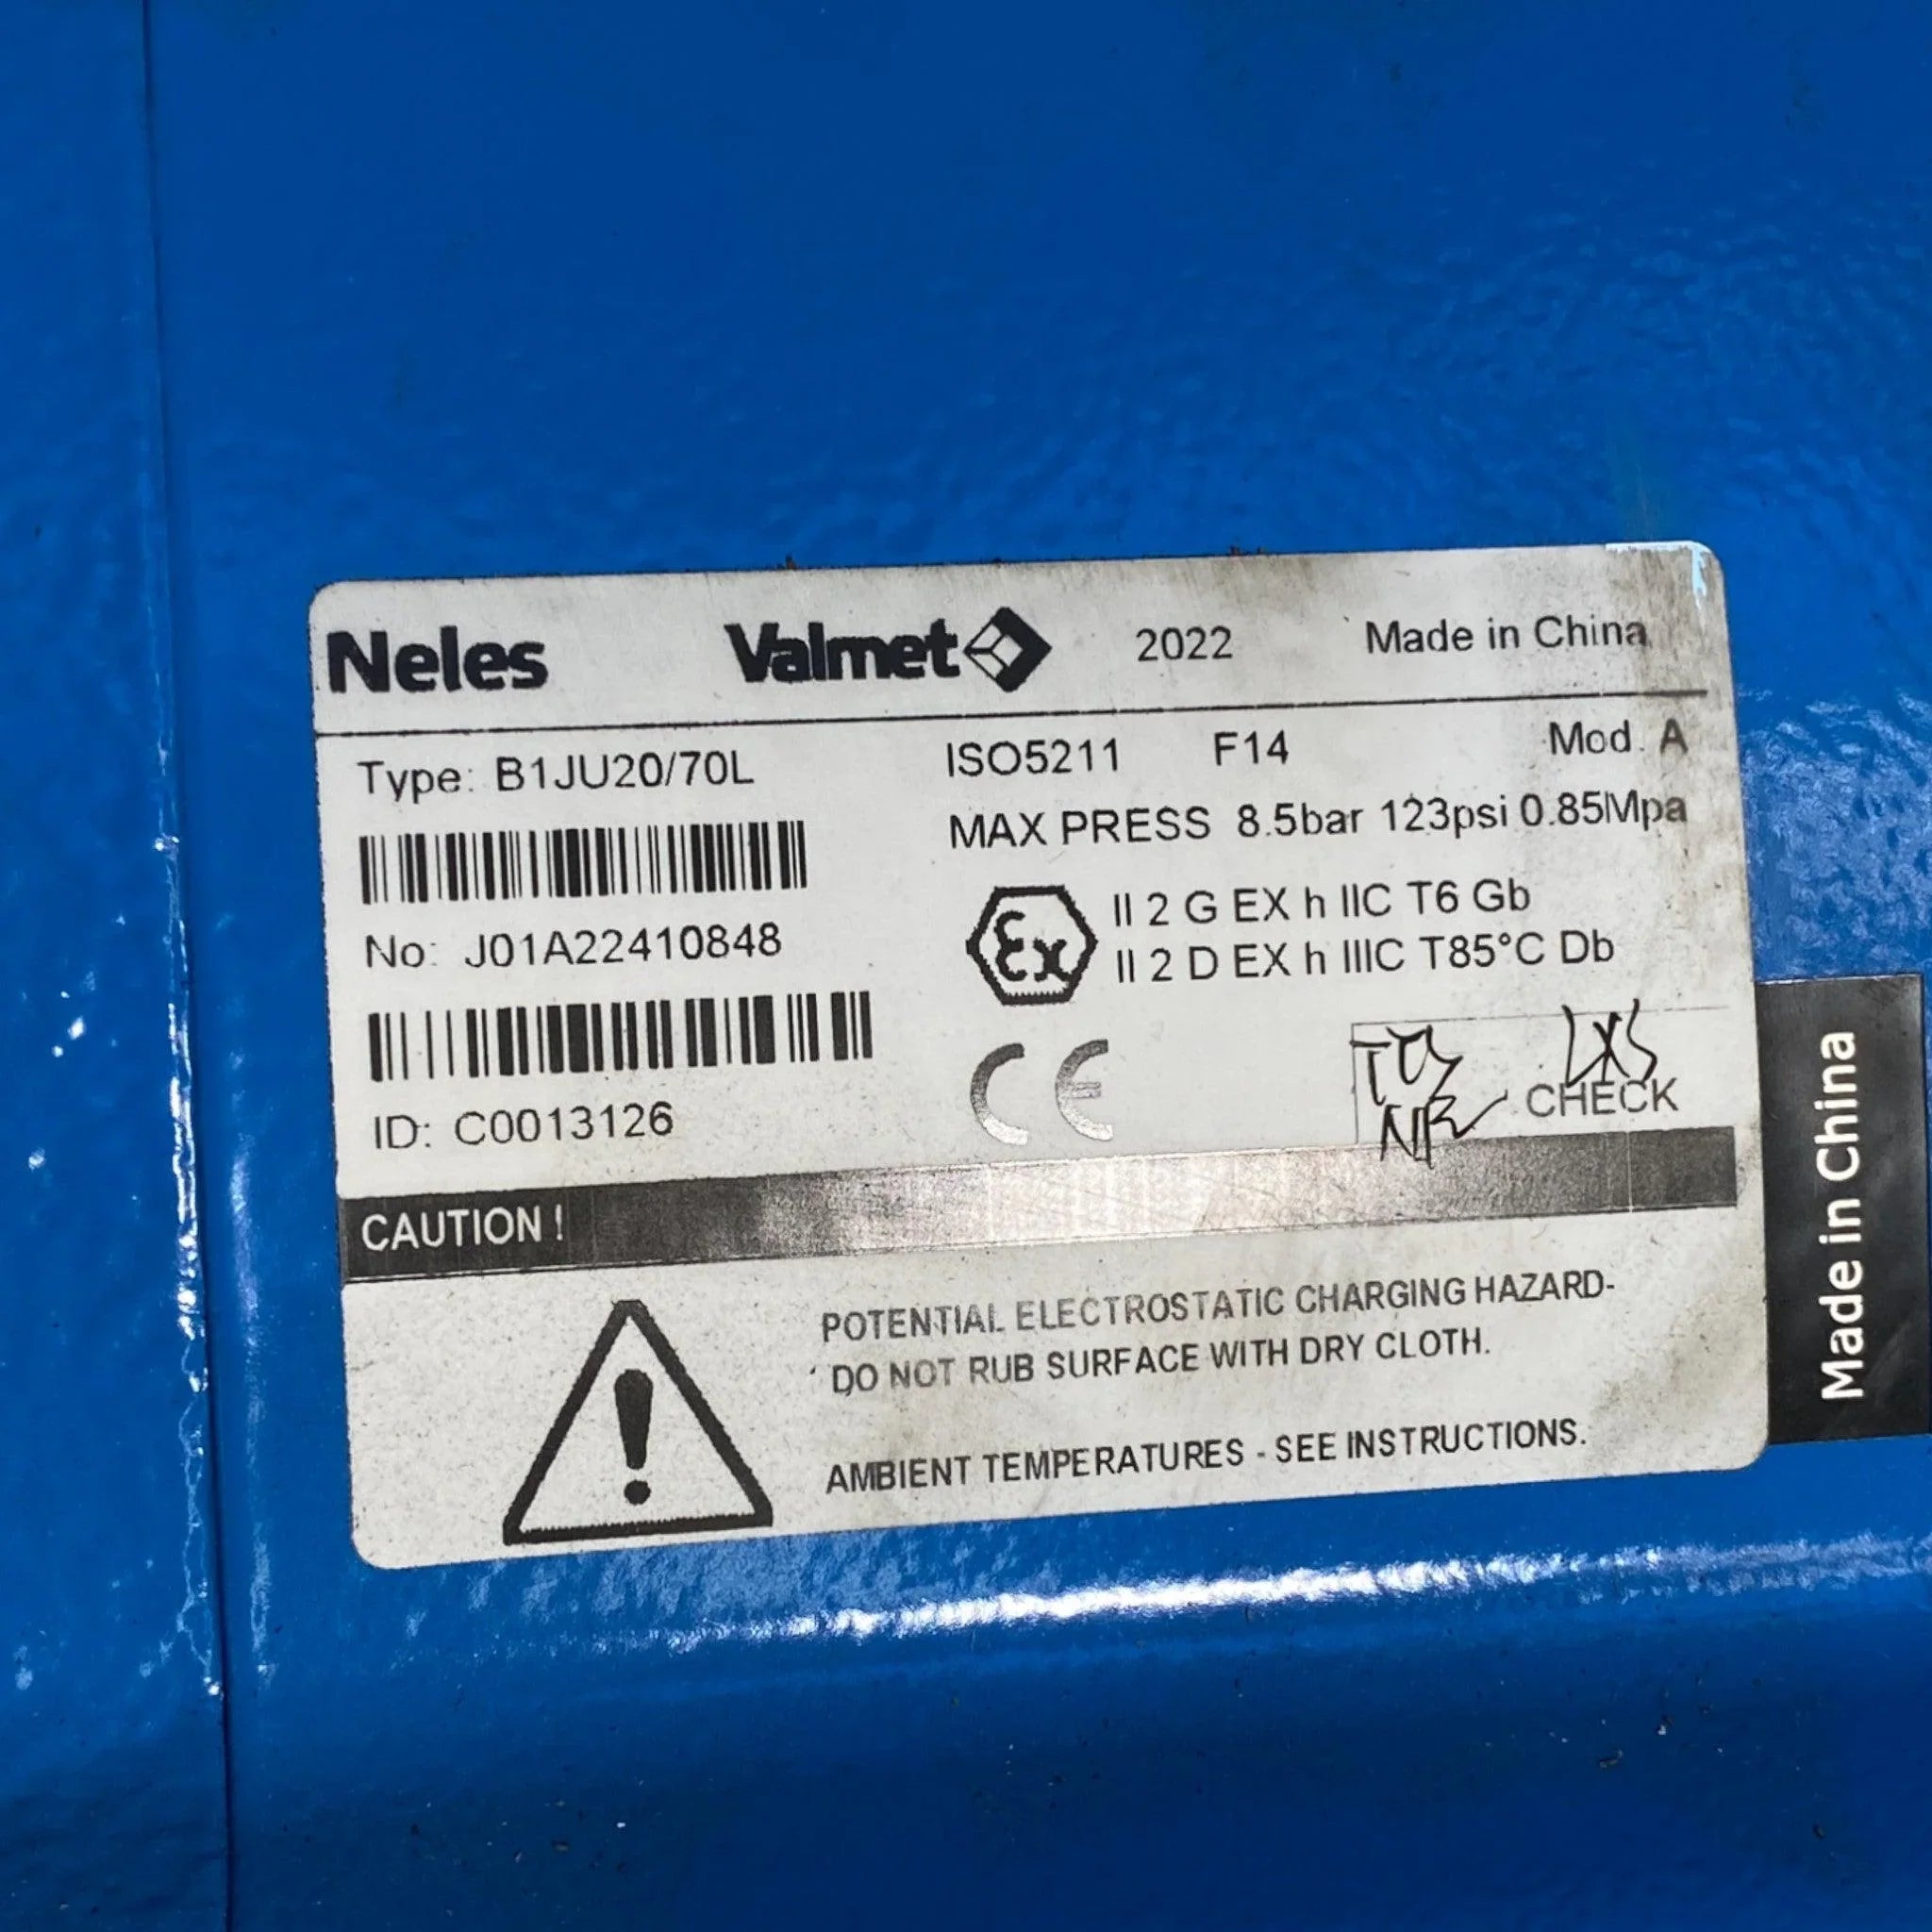 Neles Valmet 2022 Made in China
Type: B1JU20/70L ISO5211 F14 Mod. A
MAX PRESS 8.5bar 123psi 0.85Mpa
No: J01A22410848
Ex II 2 G EX h IIC T6 Gb
II 2 D EX h IIIC T85°C Db
ID: C0013126
CE
LXS
CHECK
CAUTION !
POTENTIAL ELECTROSTATIC CHARGING HAZARD-
DO NOT RUB SURFACE WITH DRY CLOTH.
AMBIENT TEMPERATURES - SEE INSTRUCTIONS.
Made in China